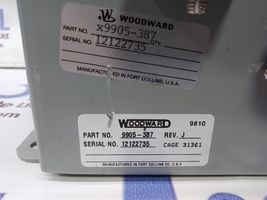 WOODWARD
PART NO. x9905-387 QTY.
SERIAL NO. 12122735
MANUFACTURED IN FORT COLLINS, U.S.A.
WOODWARD 9810
PART NO. 9905-387 REV. J
SERIAL NO. 12122735 CAGE 31361
MANUFACTURED IN FORT COLLINS CO. U.S.A.